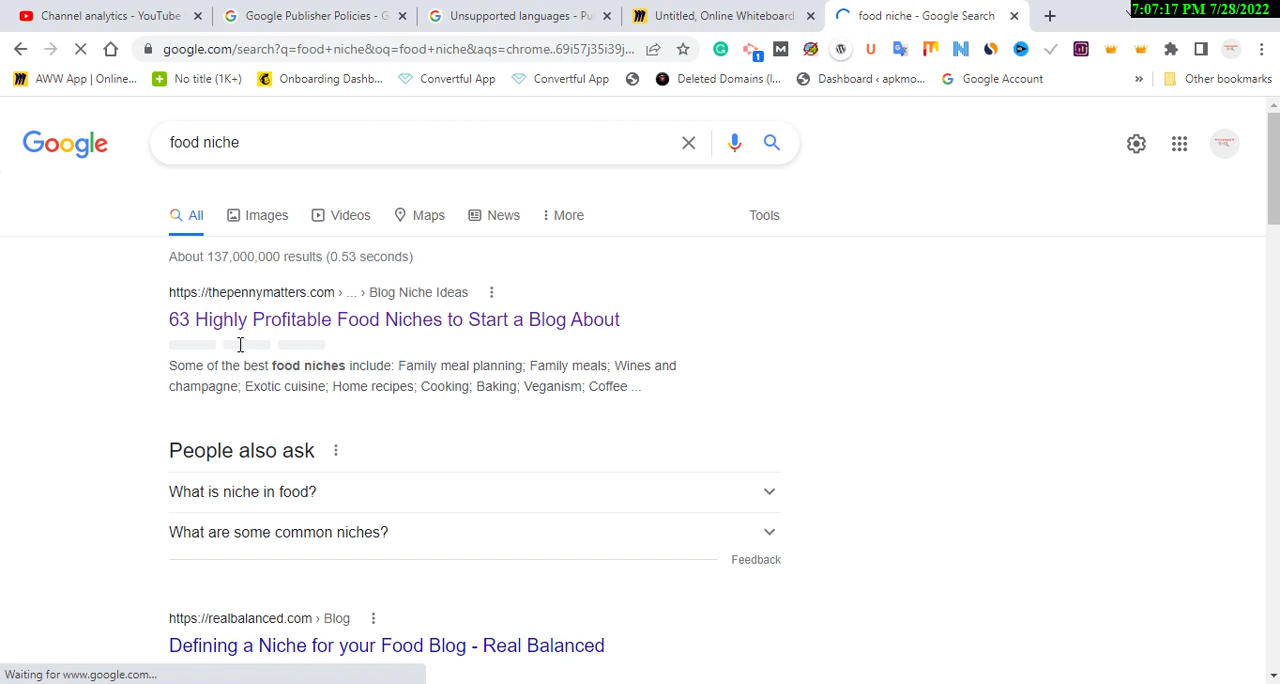 Channel analytics - YouTube
Google Publisher Policies - G
Unsupported languages - Pu
Untitled, Online Whiteboard
food niche - Google Search
7:07:17 PM 7/28/2022
google.com/search?q=food+niche&oq=food+niche&aqs=chrome..69i57j35i39j...
AWW App | Online...
No title (1K+)
Onboarding Dashb...
Converful App
Converful App
Deleted Domains (l...
Dashboard ‹ apkmo...
Google Account
»
Other bookmarks
Google
food niche
All
Images
Videos
Maps
News
More
Tools
About 137,000,000 results (0.53 seconds)
https://thepennymatters.com › ... › Blog Niche Ideas
63 Highly Profitable Food Niches to Start a Blog About
Some of the best food niches include: Family meal planning; Family meals; Wines and
champagne; Exotic cuisine; Home recipes; Cooking; Baking; Veganism; Coffee ...
People also ask
What is niche in food?
What are some common niches?
Feedback
https://realbalanced.com › Blog
Defining a Niche for your Food Blog - Real Balanced
Waiting for www.google.com...